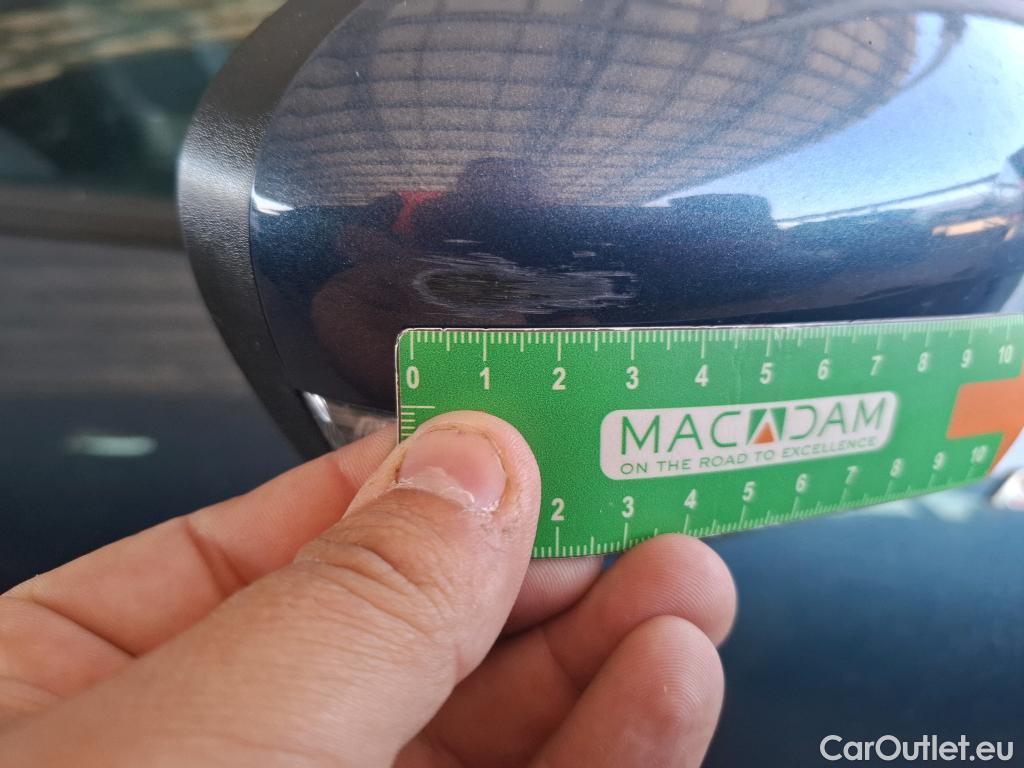 0 1 2 3 4 5 6 7 8 9 10
MACADAM
ON THE ROAD TO EXCELLENCE
2 3 4 5 6 7 8 9 10
CarOutlet.eu